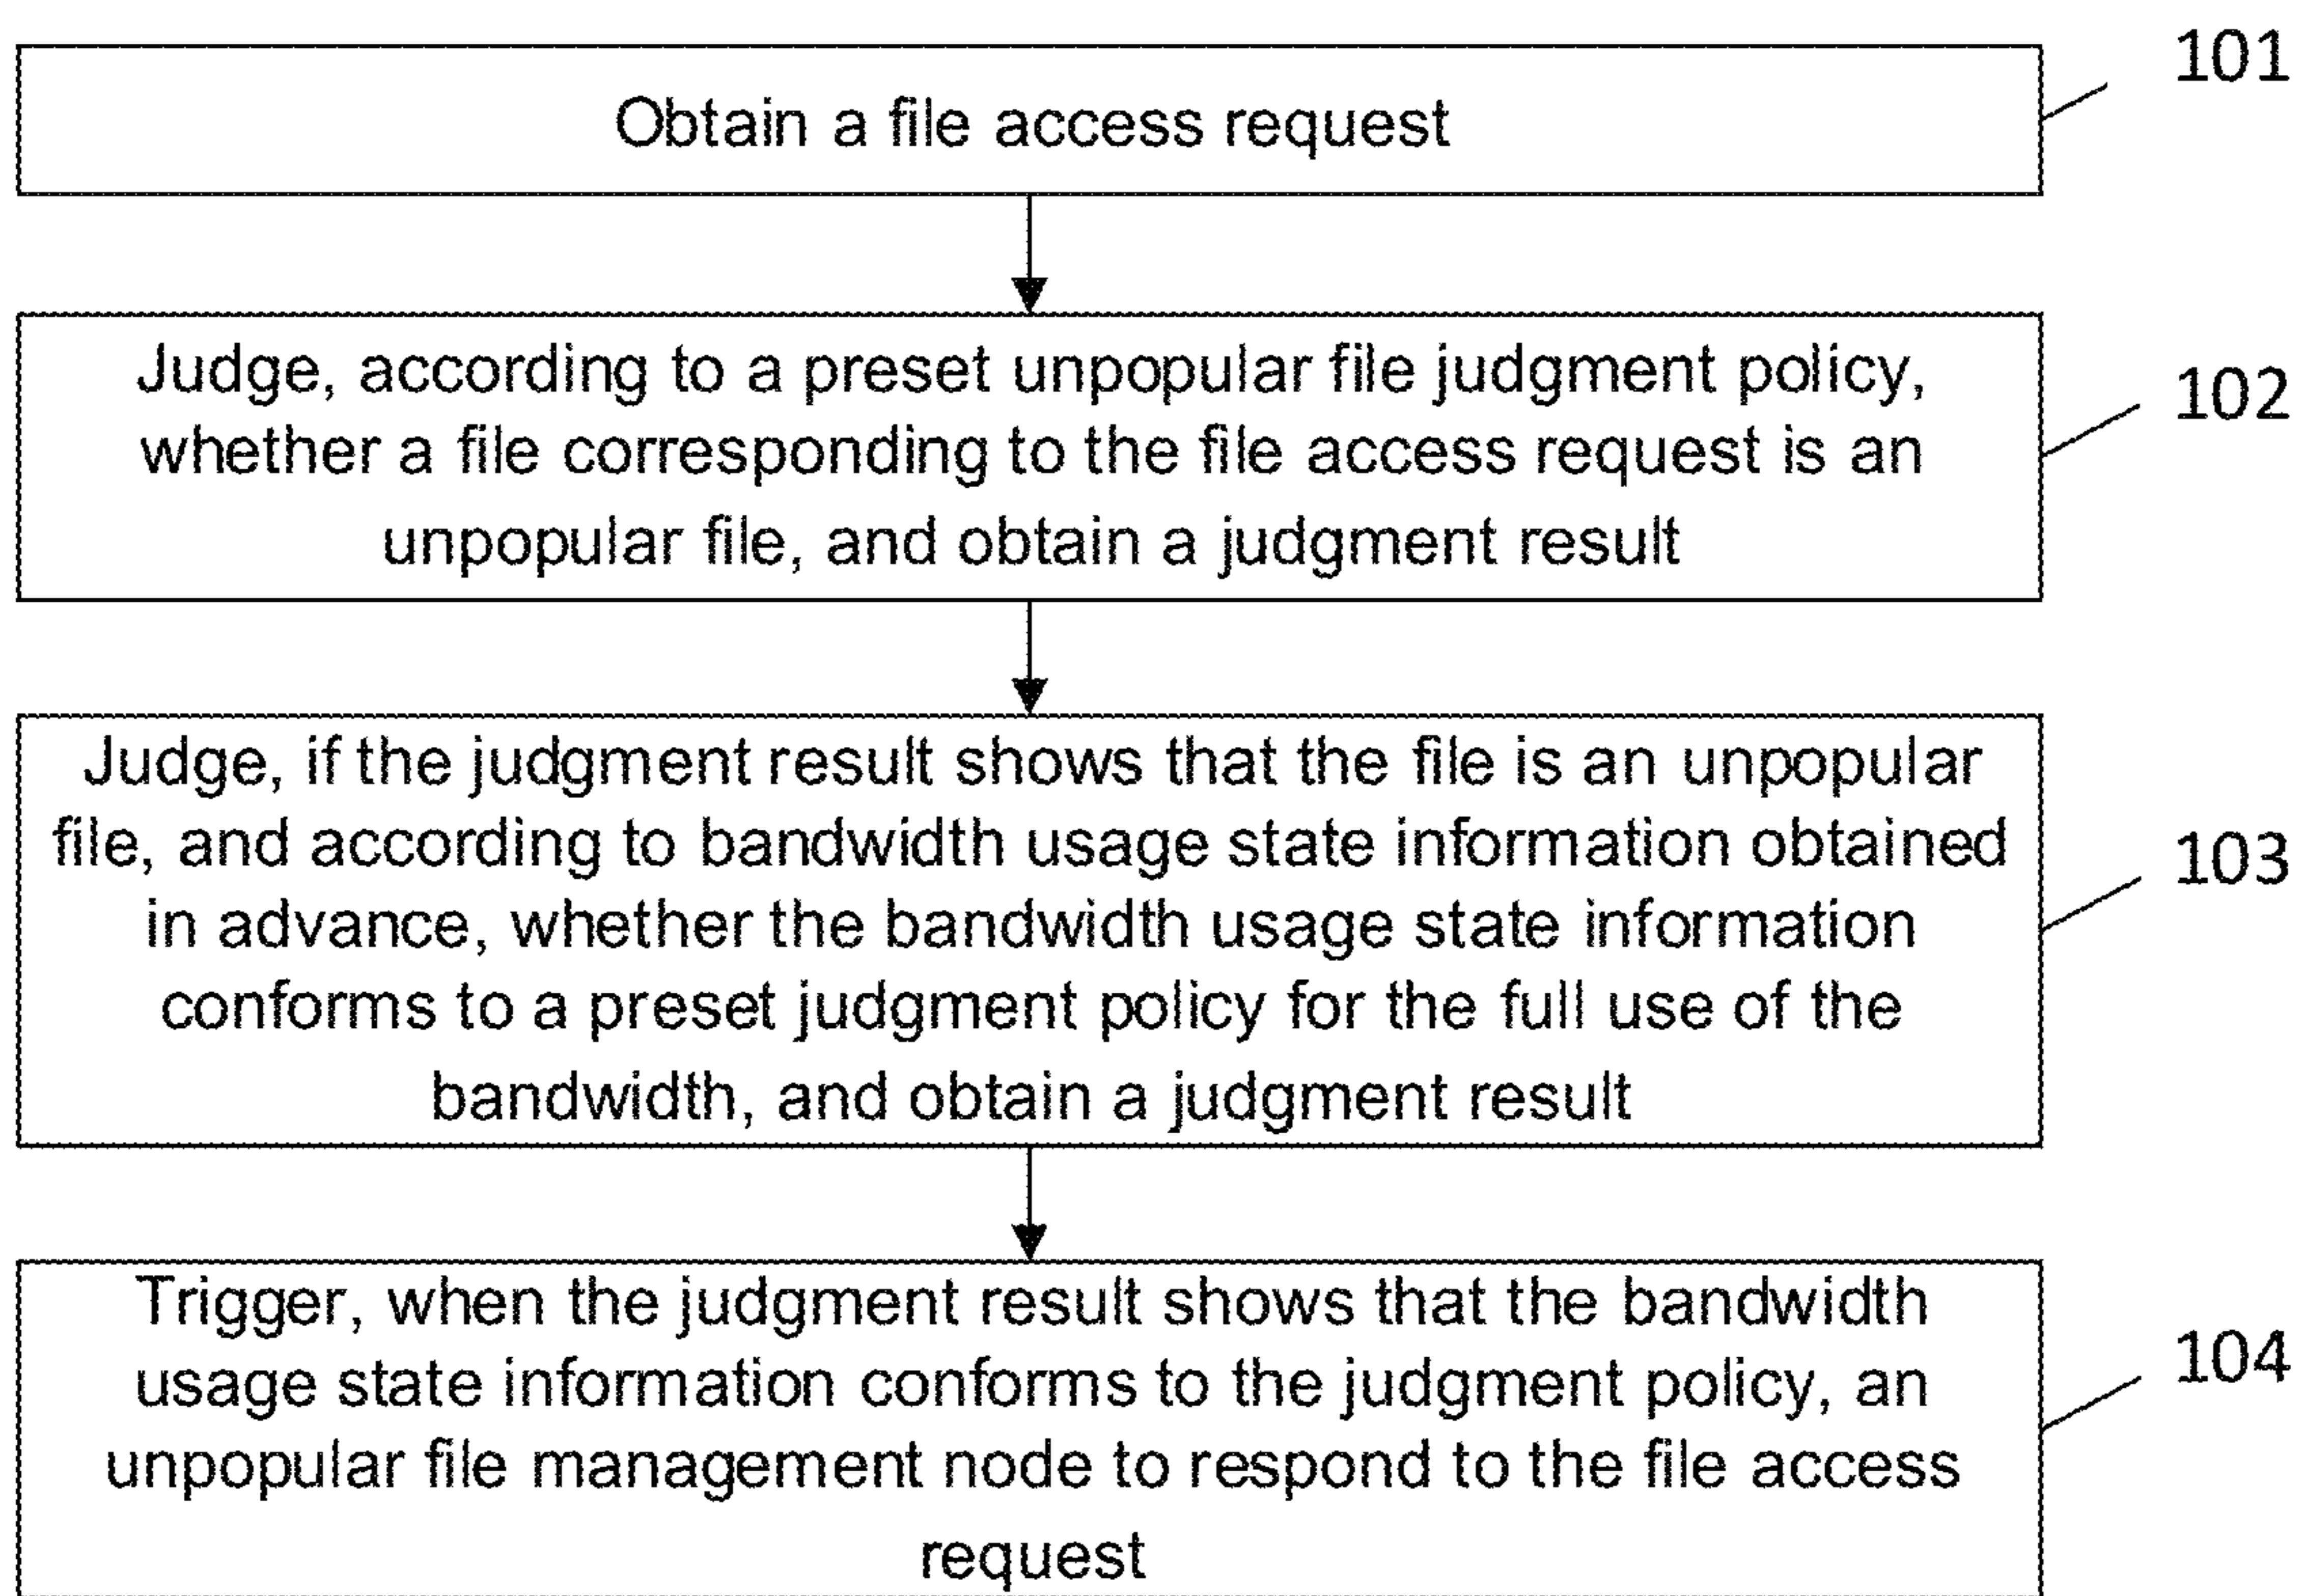 101
Obtain a file access request
Judge, according to a preset unpopular file judgment policy,
102
whether a file corresponding to the file access request is an
unpopular file, and obtain a judgment result
Judge, if the judgment result shows that the file is an unpopular
file, and according to bandwidth usage state information obtained
103
in advance, whether the bandwidth usage state information
conforms to a preset judgment policy for the full use of the
bandwidth, and obtain a judgment result
Trigger, when the judgment result shows that the bandwidth
104
usage state information conforms to the judgment policy, an
unpopular file management node to respond to the file access
request